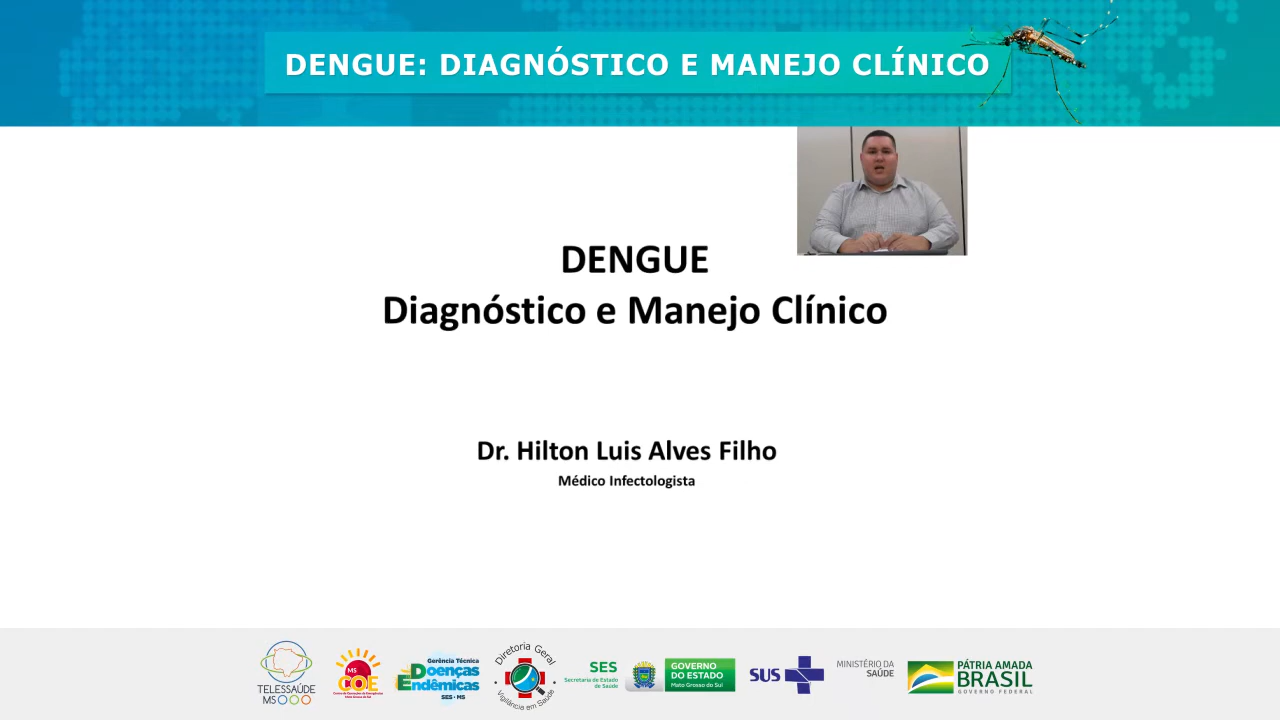 DENGUE: DIAGNÓSTICO E MANEJO CLÍNICO
DENGUE
Diagnóstico e Manejo Clínico
Dr. Hilton Luis Alves Filho
Médico Infectologista
TELESSAÚDE
MS
MS
COE
Gerência Técnica
Doenças
Endêmicas
SES - MS
Diretoria Geral
Vigilância em Saúde
SES
Secretaria de Estado
de Saúde
GOVERNO
DO ESTADO
Mato Grosso do Sul
SUS
MINISTÉRIO DA
SAÚDE
PÁTRIA AMADA
BRASIL
GOVERNO FEDERAL